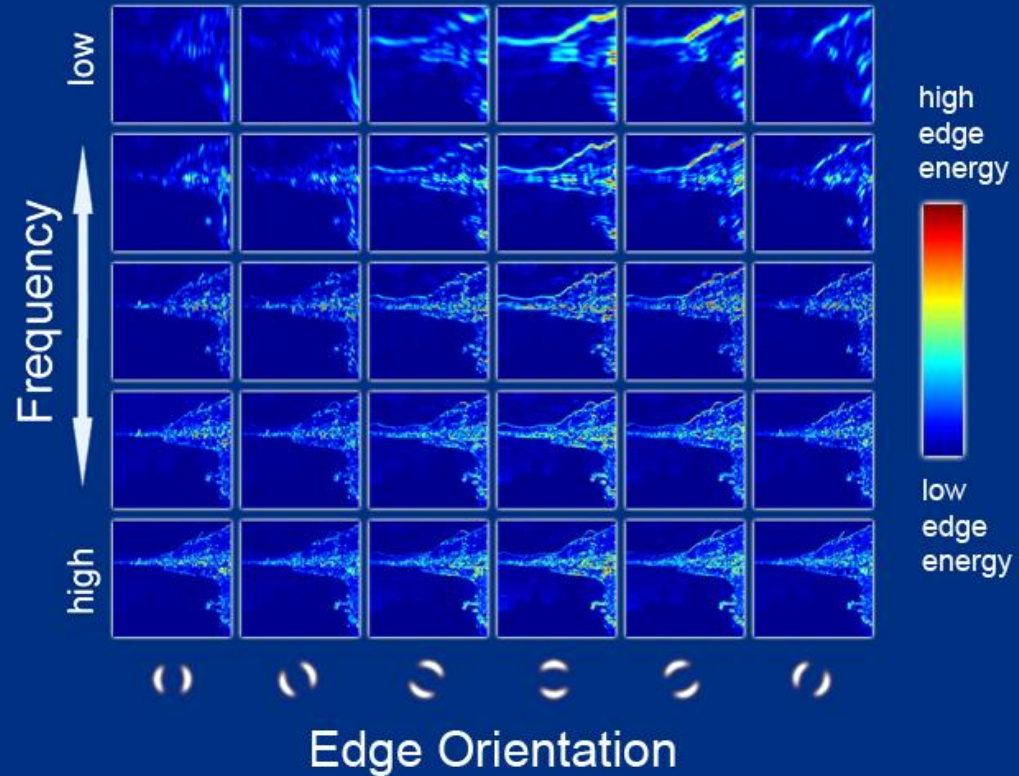 low
Frequency
high
high
edge
energy
low
edge
energy
Edge Orientation